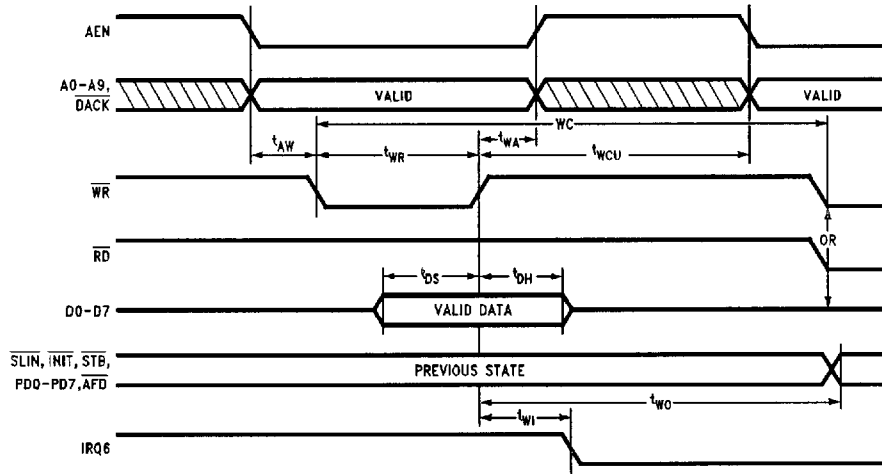 AEN
A0-A9,
DACK
VALID
VALID
WC
tAW
tWR
tWA
tWCU
WR
RD
OR
tDS
tDH
D0-D7
VALID DATA
SLIN, INIT, STB,
PD0-PD7, AFD
PREVIOUS STATE
tWO
tWI
IRQ6